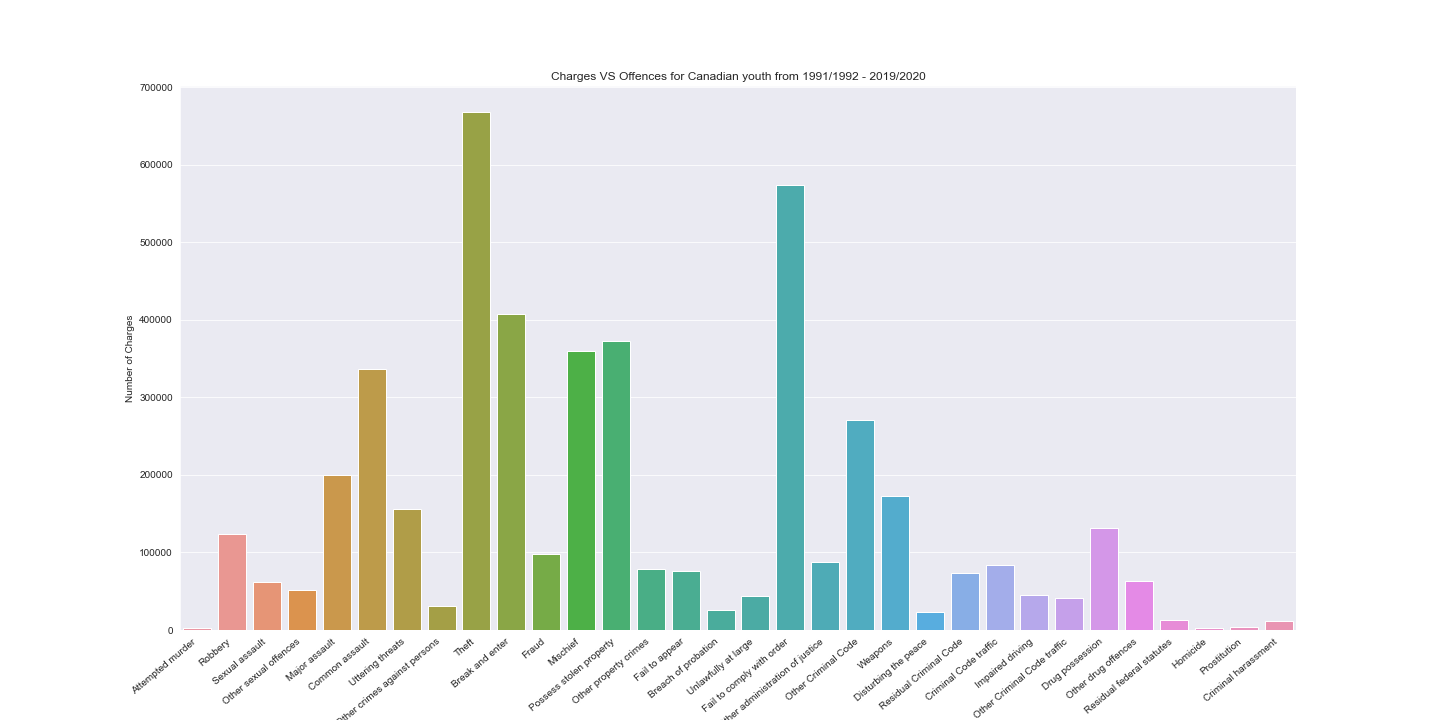 Charges VS Offences for Canadian youth from 1991/1992 - 2019/2020
Number of Charges
700000
600000
500000
400000
300000
200000
100000
0
Attempted murder
Robbery
Sexual assault
Other sexual offences
Major assault
Common assault
Uttering threats
Other crimes against persons
Theft
Break and enter
Fraud
Mischief
Possess stolen property
Other property crimes
Fail to appear
Breach of probation
Unlawfully at large
Fail to comply with order
her administration of justice
Other Criminal Code
Weapons
Disturbing the peace
Residual Criminal Code
Criminal Code traffic
Impaired driving
Other Criminal Code traffic
Drug possession
Other drug offences
Residual federal statutes
Homicide
Prostitution
Criminal harassment